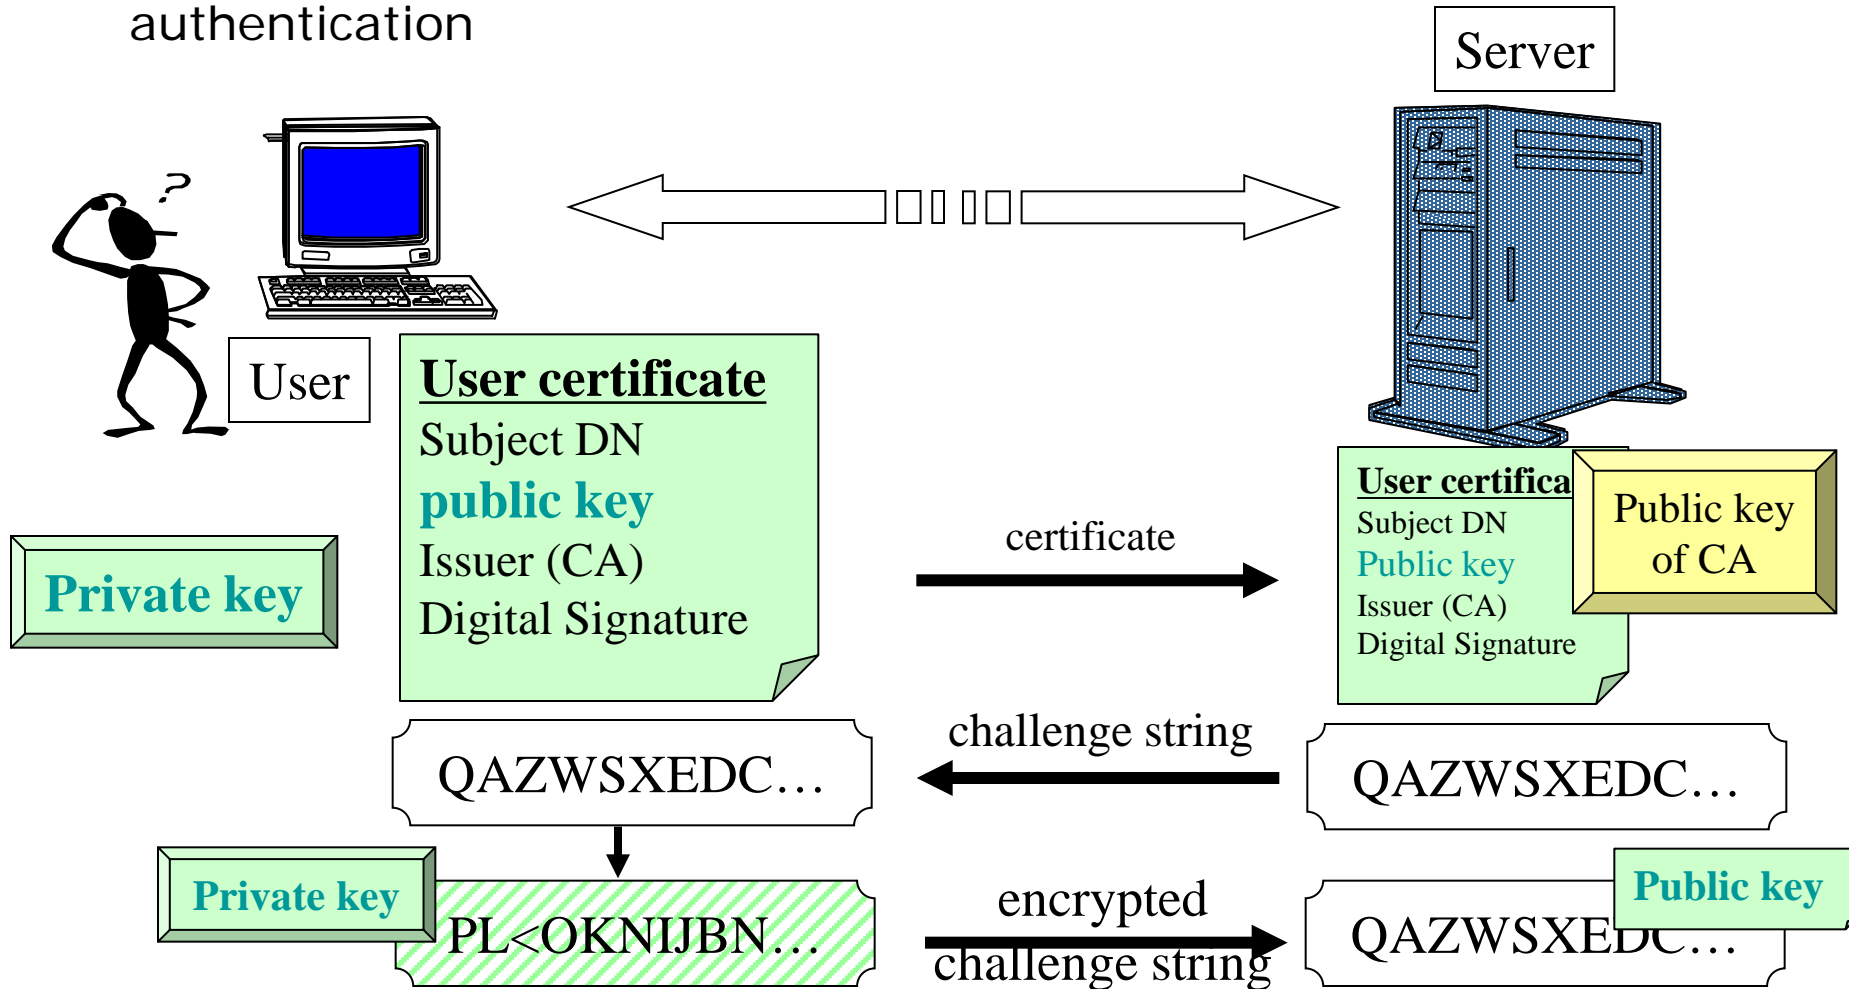 authentication
Server
?
User
User certificate
Subject DN
public key
Issuer (CA)
Digital Signature
Private key
certificate
User certifica
Subject DN
Public key
Issuer (CA)
Digital Signature
Public key
of CA
challenge string
QAZWSXEDC…
QAZWSXEDC…
Private key
PL<OKNIJBN…
encrypted
challenge string
QAZWSXEDC…
Public key